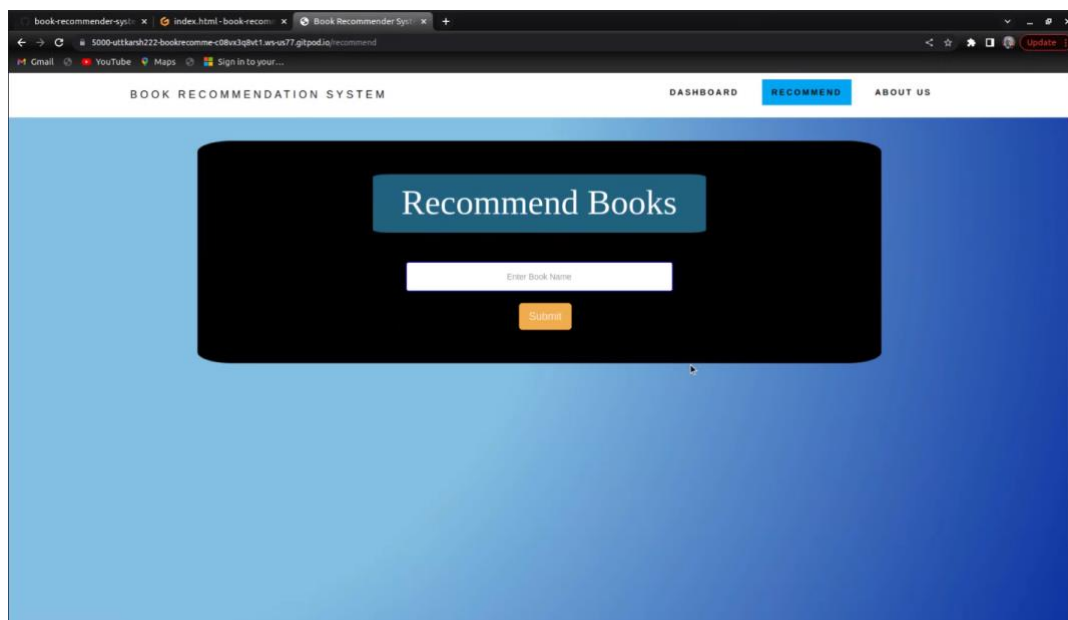 book-recommender-syste
index.html - book-recom
Book Recommender Syst
5000-uttkarsh222-bookrecomme-c08vx3q8vt1.ws-us77.gitpod.io/recommend
Update
Gmail
YouTube
Maps
Sign in to your...
BOOK RECOMMENDATION SYSTEM
DASHBOARD
RECOMMEND
ABOUT US
Recommend Books
Enter Book Name
Submit